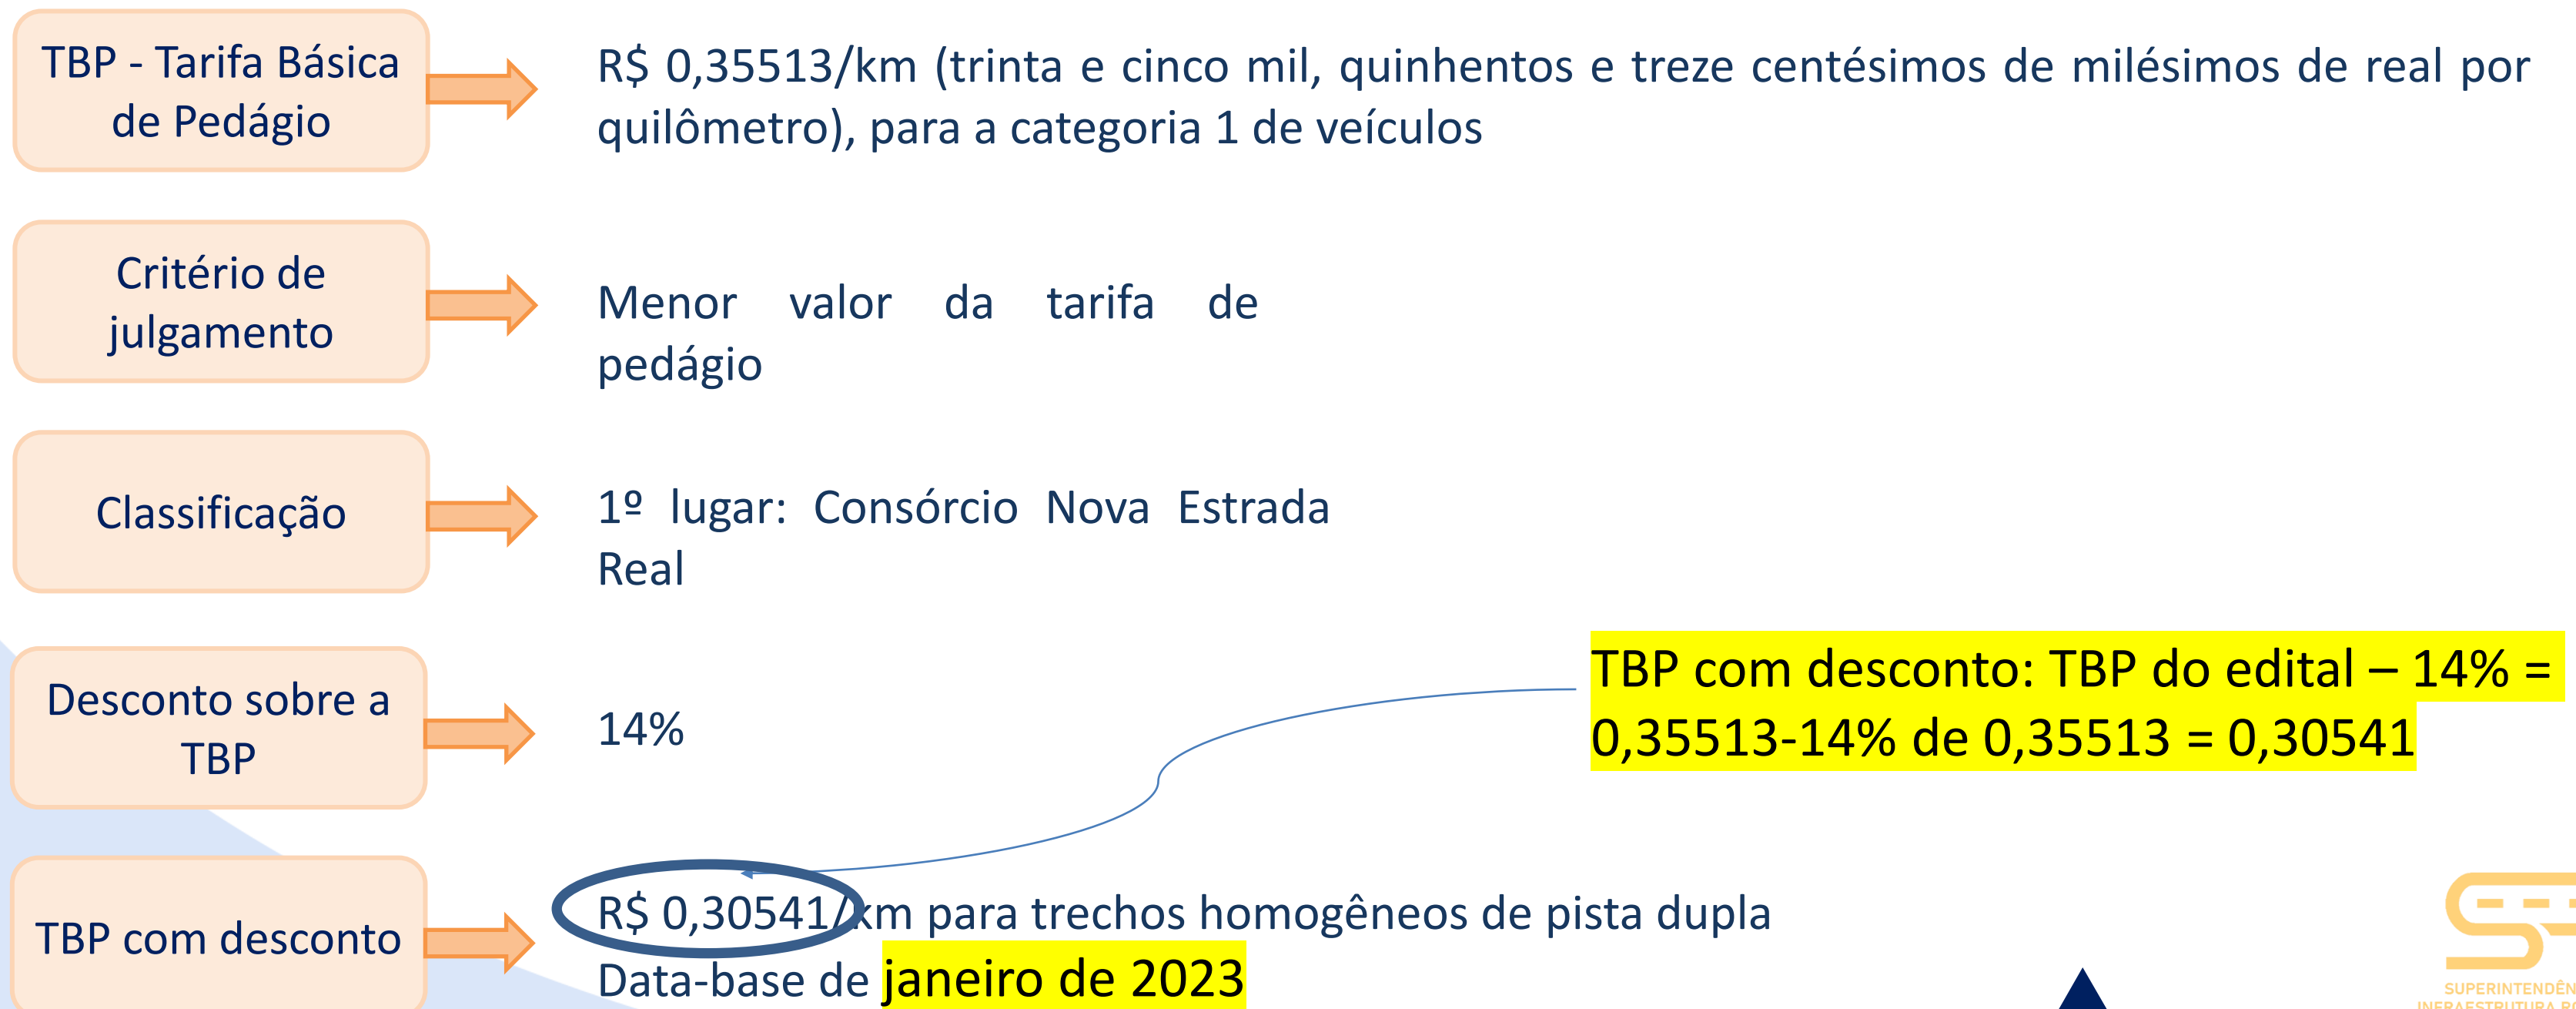 TBP - Tarifa Básica
de Pedágio
R$ 0,35513/km (trinta e cinco mil, quinhentos e treze centésimos de milésimos de real por
quilômetro), para a categoria 1 de veículos
Critério de
julgamento
Menor valor da tarifa de
pedágio
Classificação
1º lugar: Consórcio Nova Estrada
Real
Desconto sobre a
TBP
14%
TBP com desconto: TBP do edital – 14% =
0,35513-14% de 0,35513 = 0,30541
TBP com desconto
R$ 0,30541/km para trechos homogêneos de pista dupla
Data-base de janeiro de 2023